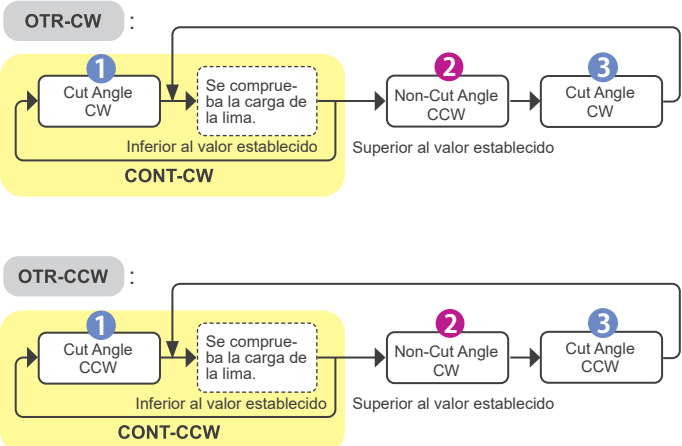 OTR-CW :
1
2
3
Cut Angle
CW
Se comprue-
ba la carga de
la lima.
Non-Cut Angle
CCW
Cut Angle
CW
Inferior al valor establecido
Superior al valor establecido
CONT-CW
OTR-CCW :
1
2
3
Cut Angle
CCW
Se comprue-
ba la carga de
la lima.
Non-Cut Angle
CW
Cut Angle
CCW
Inferior al valor establecido
Superior al valor establecido
CONT-CCW